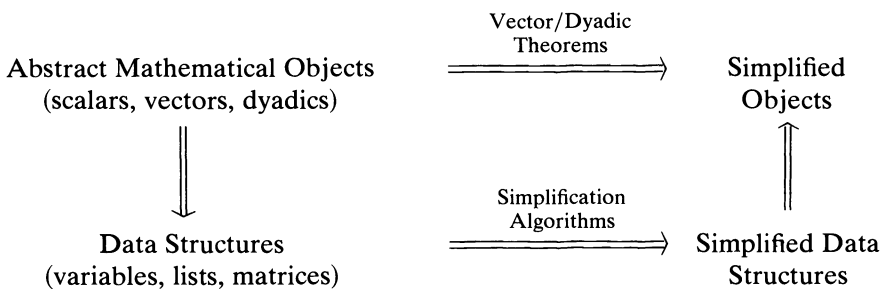 Vector/Dyadic
Theorems
Abstract Mathematical Objects
(scalars, vectors, dyadics)
Simplified
Objects
Simplification
Algorithms
Data Structures
(variables, lists, matrices)
Simplified Data
Structures